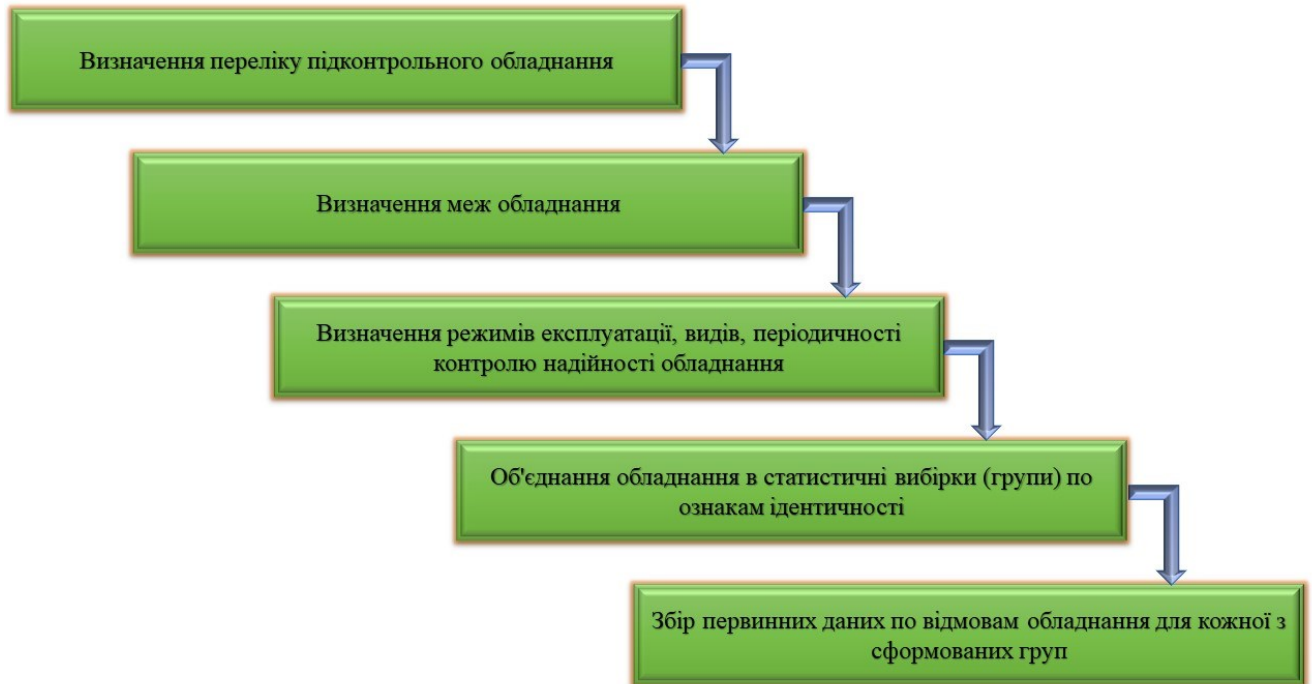 Визначення переліку підконтрольного обладнання
Визначення меж обладнання
Визначення режимів експлуатації, видів, періодичності
контролю надійності обладнання
Об'єднання обладнання в статистичні вибірки (групи) по
ознакам ідентичності
Збір первинних даних по відмовам обладнання для кожної з
сформованих груп